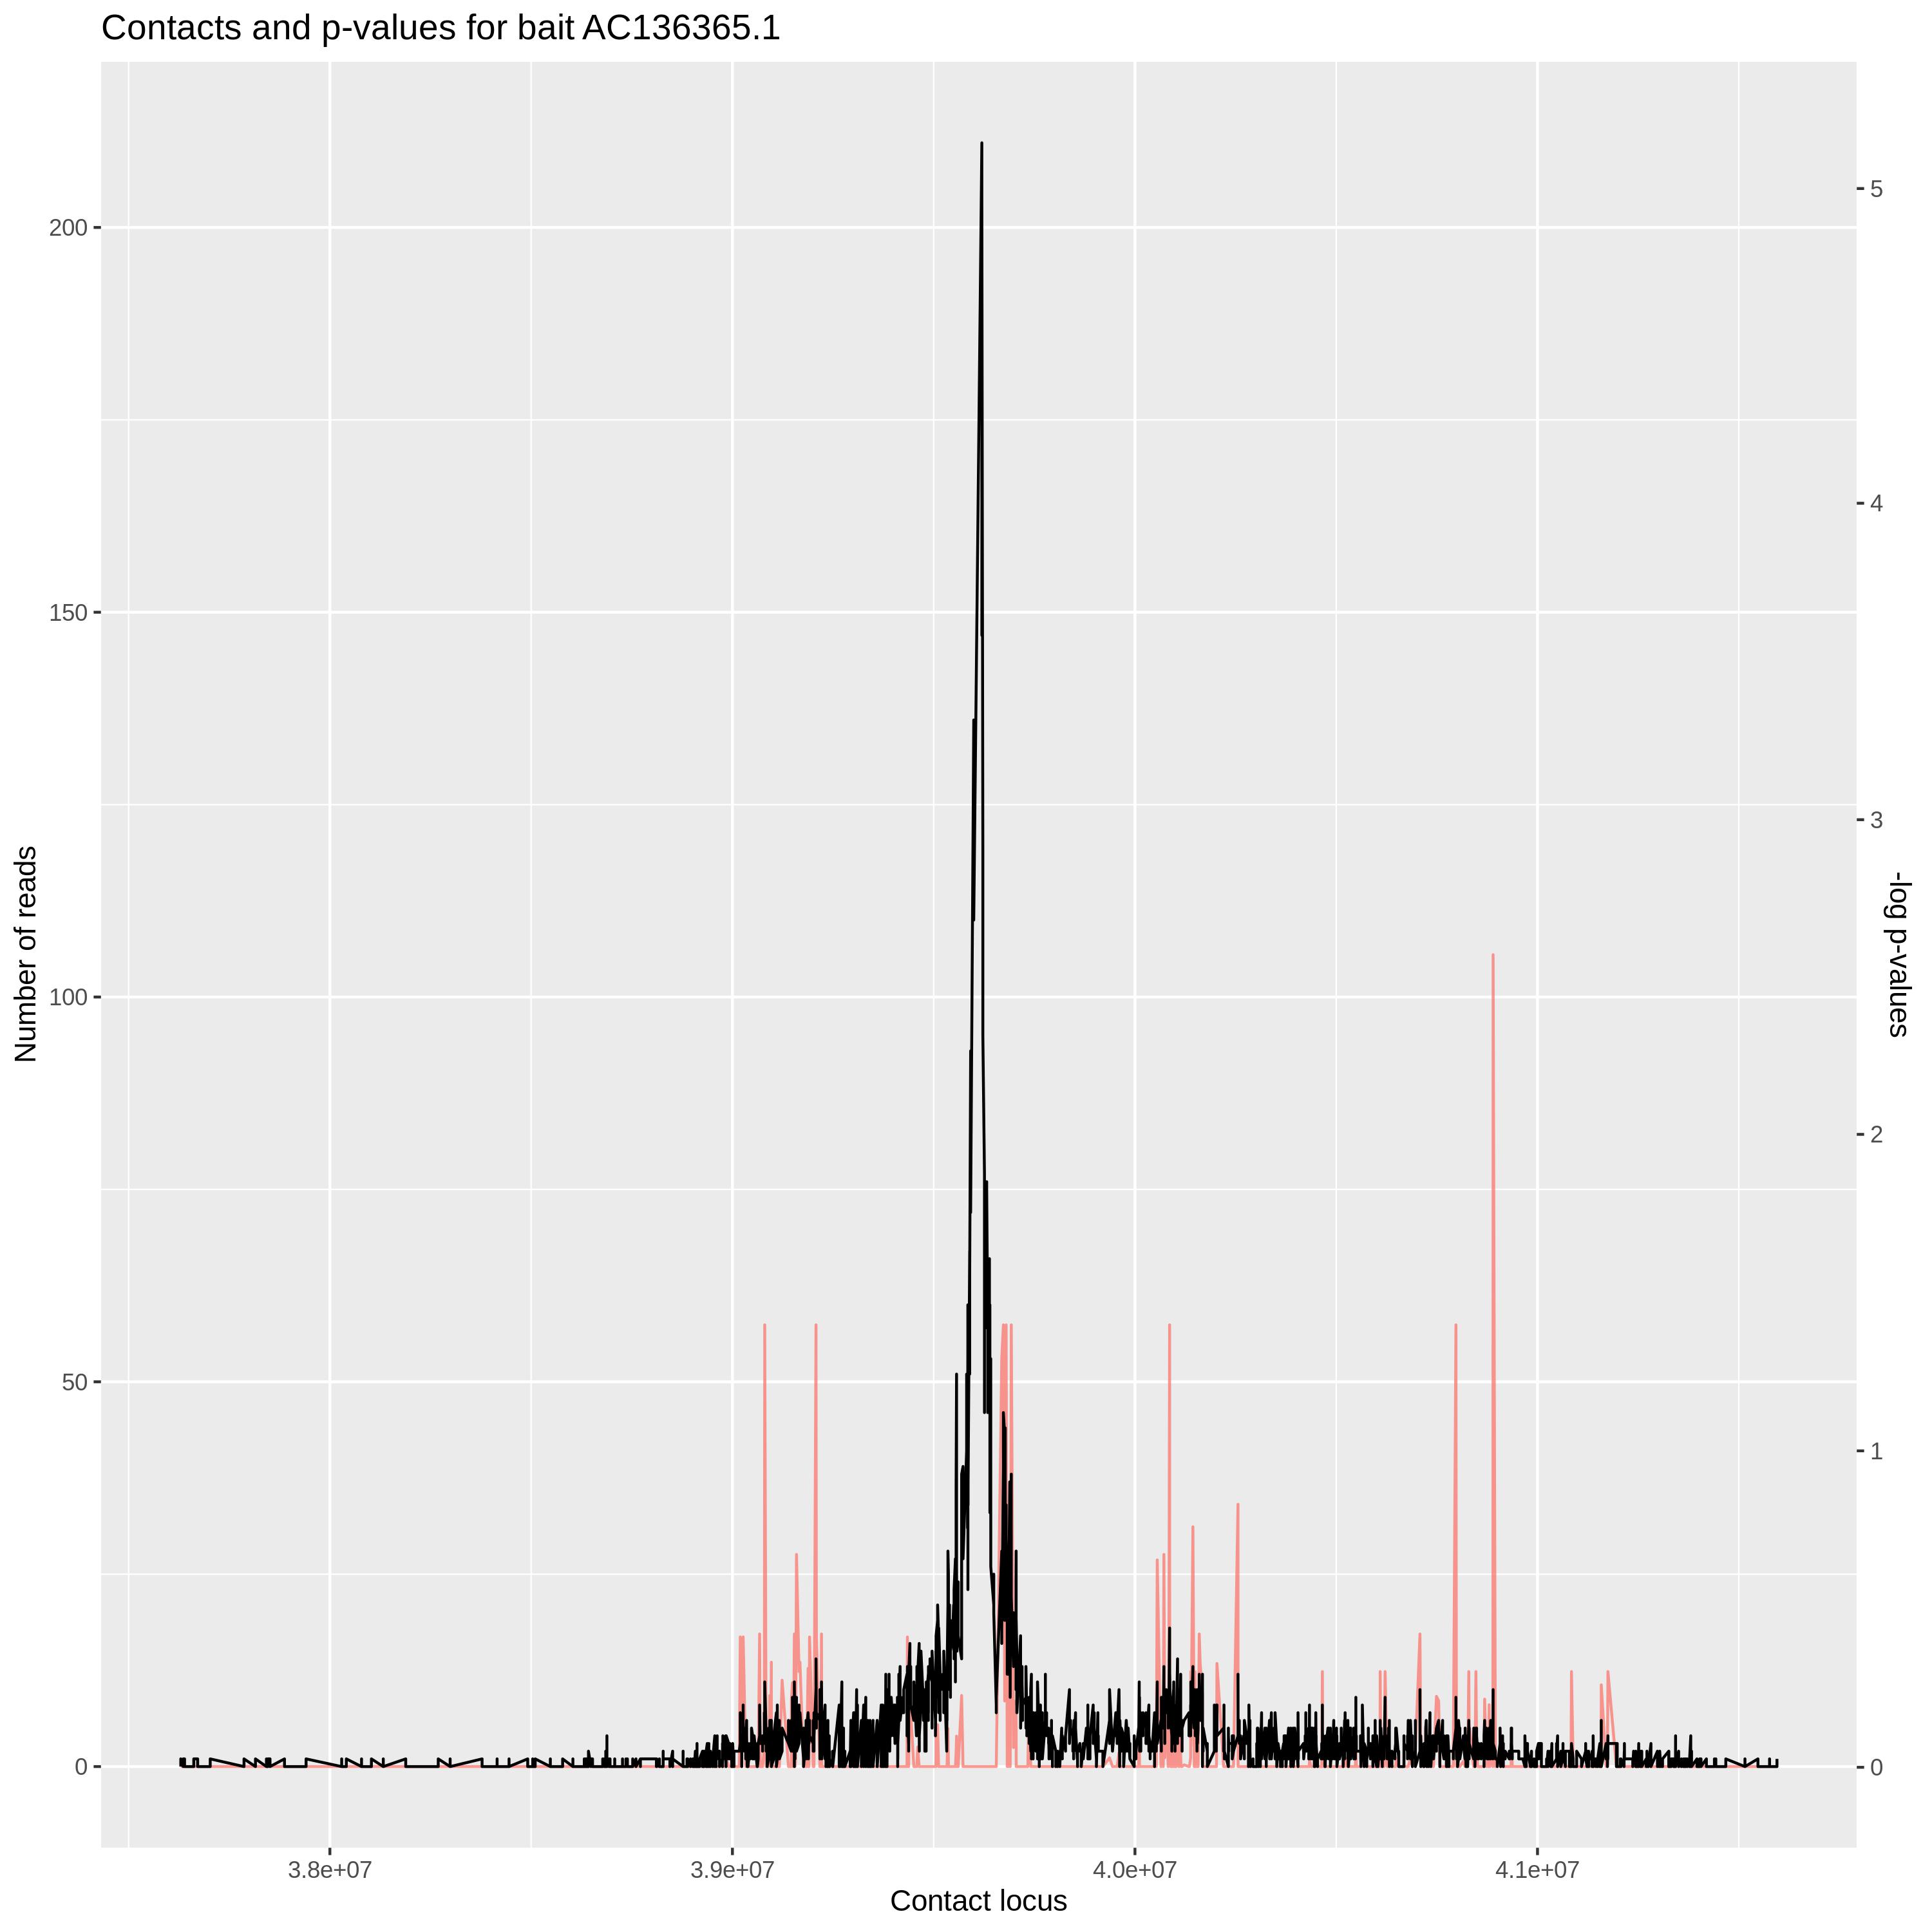 Contacts and p-values for bait AC136365.1
200
150
100
50
0
Number of reads
5
4
3
2
1
0
-log p-values
3.8e+07
3.9e+07
4.0e+07
4.1e+07
Contact locus